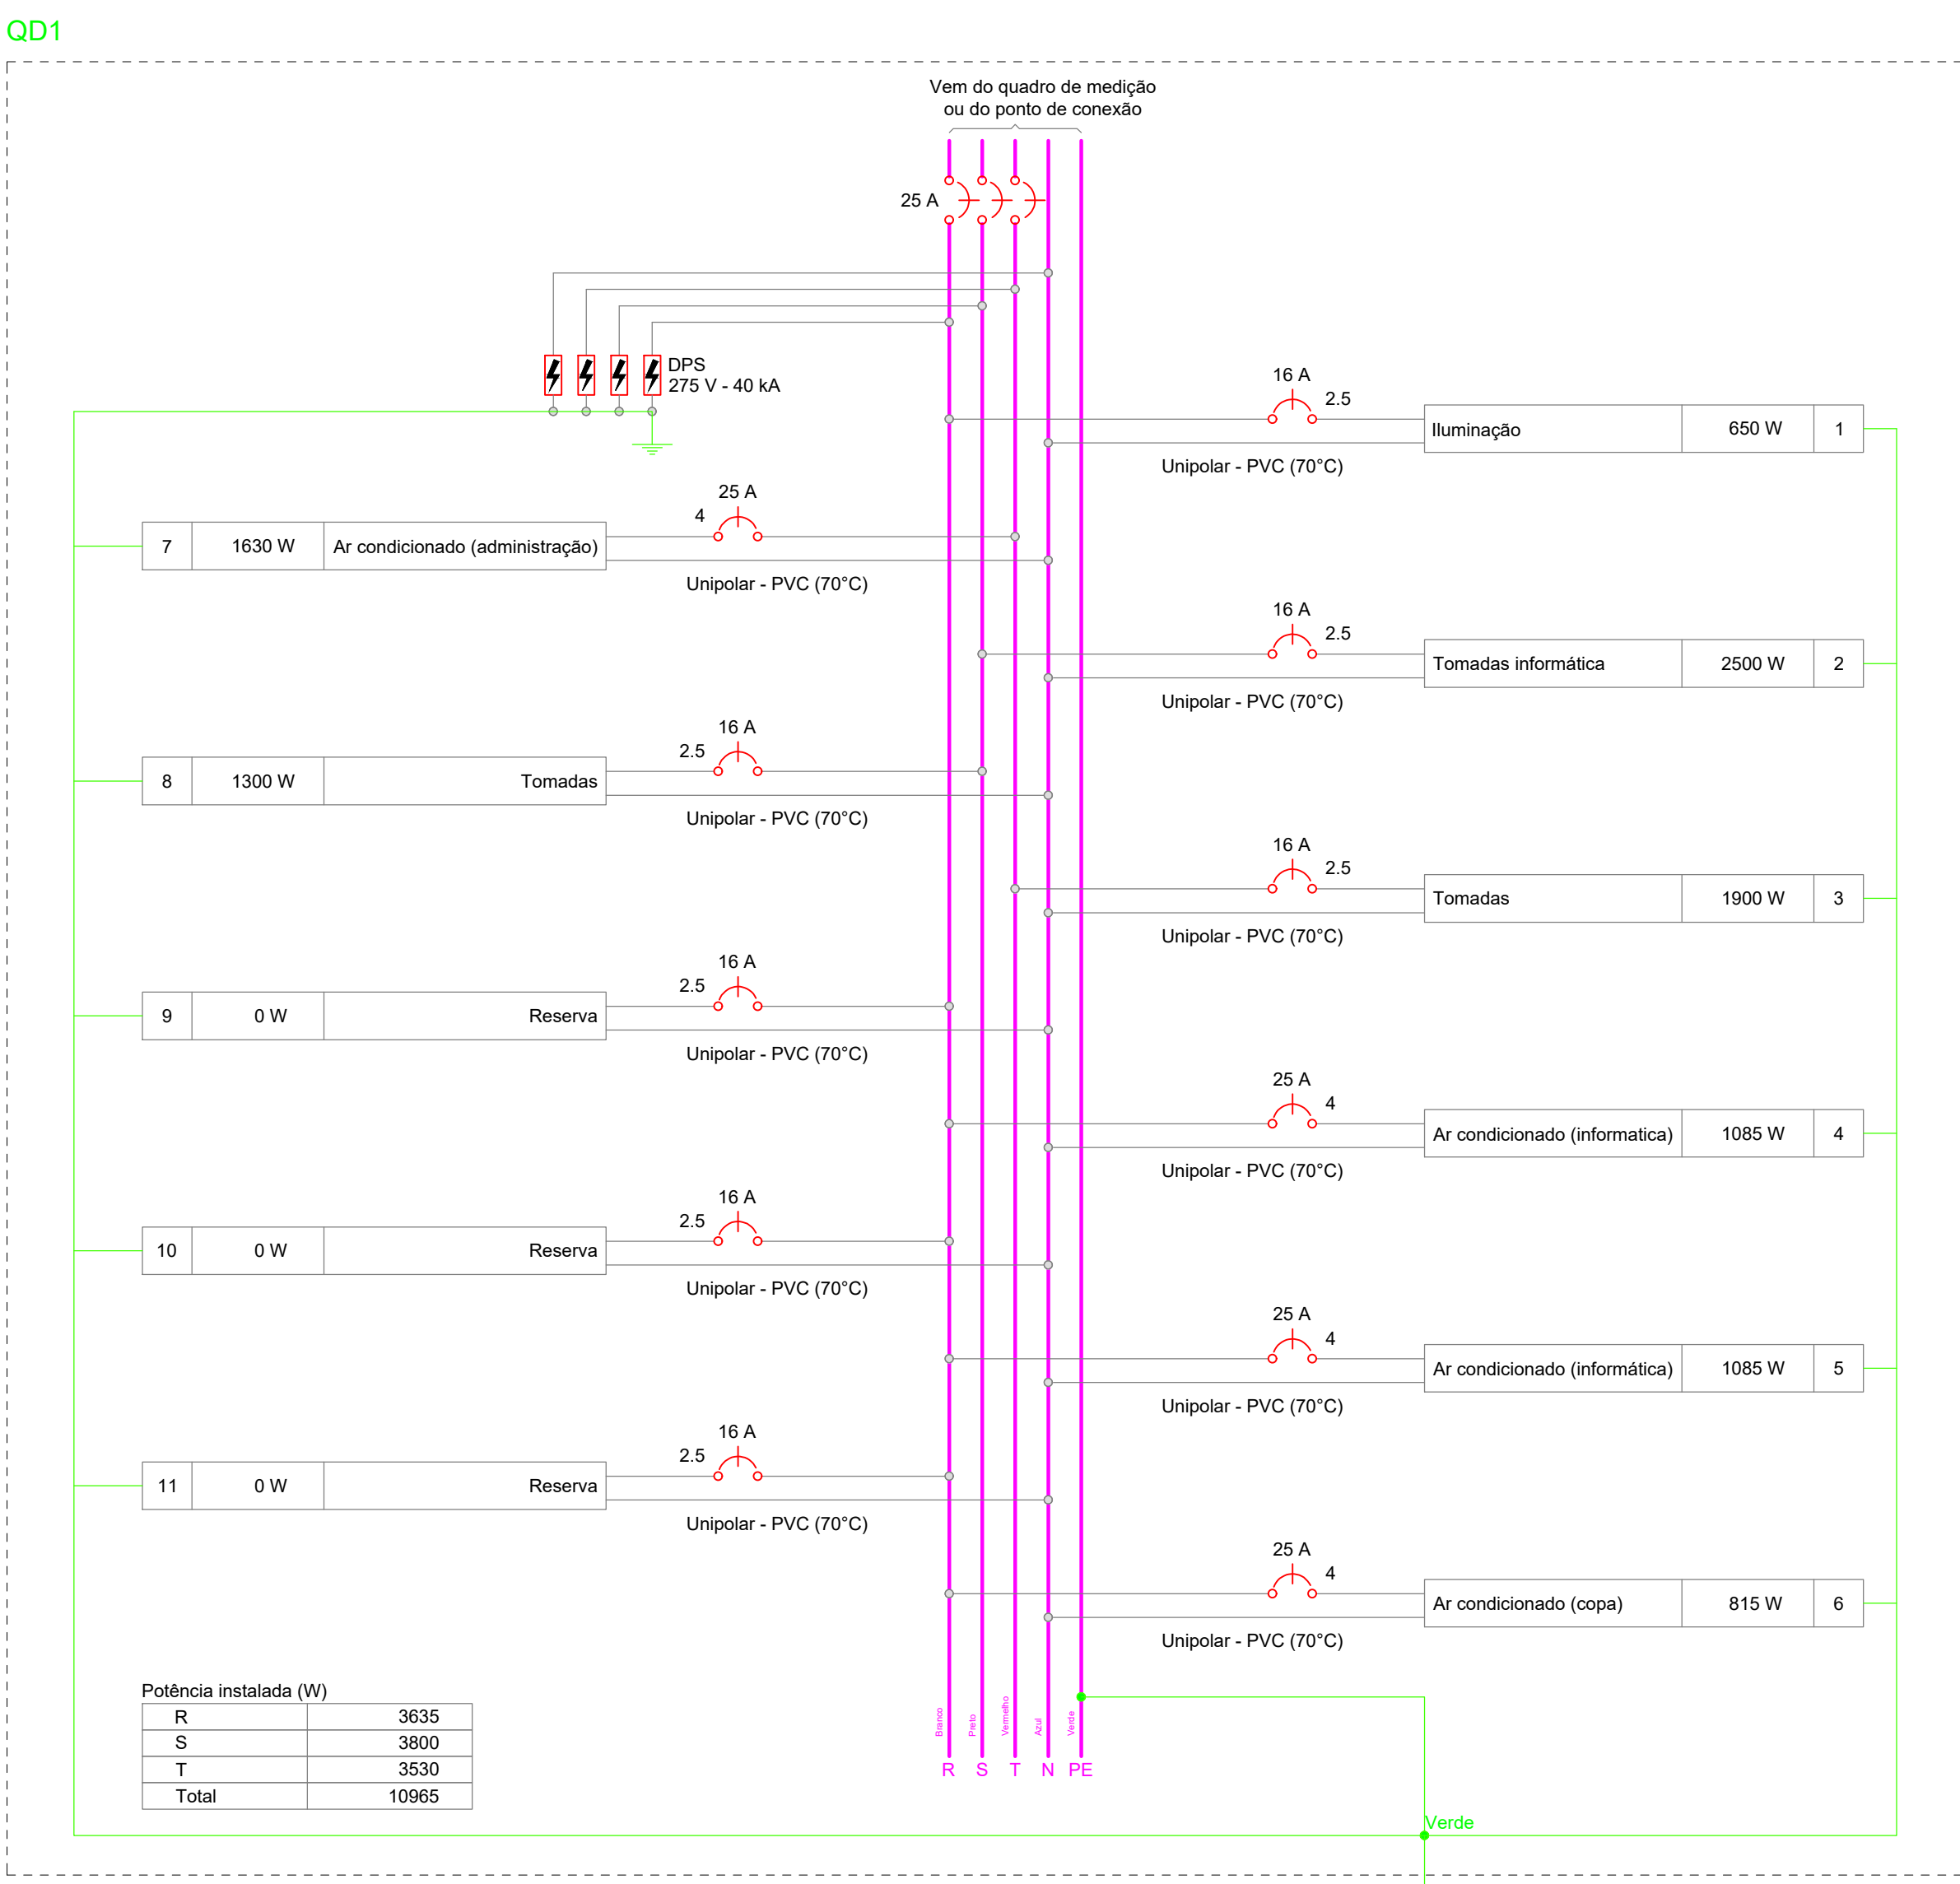 QD1
Vem do quadro de medição
ou do ponto de conexão
25 A
DPS
275 V - 40 kA
16 A
2.5
Iluminação 650 W 1
Unipolar - PVC (70°C)
25 A
4
7 1630 W Ar condicionado (administração)
Unipolar - PVC (70°C)
16 A
2.5
Tomadas informática 2500 W 2
Unipolar - PVC (70°C)
16 A
2.5
8 1300 W Tomadas
Unipolar - PVC (70°C)
16 A
2.5
Tomadas 1900 W 3
Unipolar - PVC (70°C)
16 A
2.5
9 0 W Reserva
Unipolar - PVC (70°C)
25 A
4
Ar condicionado (informatica) 1085 W 4
Unipolar - PVC (70°C)
16 A
2.5
10 0 W Reserva
Unipolar - PVC (70°C)
25 A
4
Ar condicionado (informática) 1085 W 5
Unipolar - PVC (70°C)
16 A
2.5
11 0 W Reserva
Unipolar - PVC (70°C)
25 A
4
Ar condicionado (copa) 815 W 6
Unipolar - PVC (70°C)
Potência instalada (W)
R 3635
S 3800
T 3530
Total 10965
Branco
Preto
Vermelho
Azul
Verde
R S T N PE
Verde